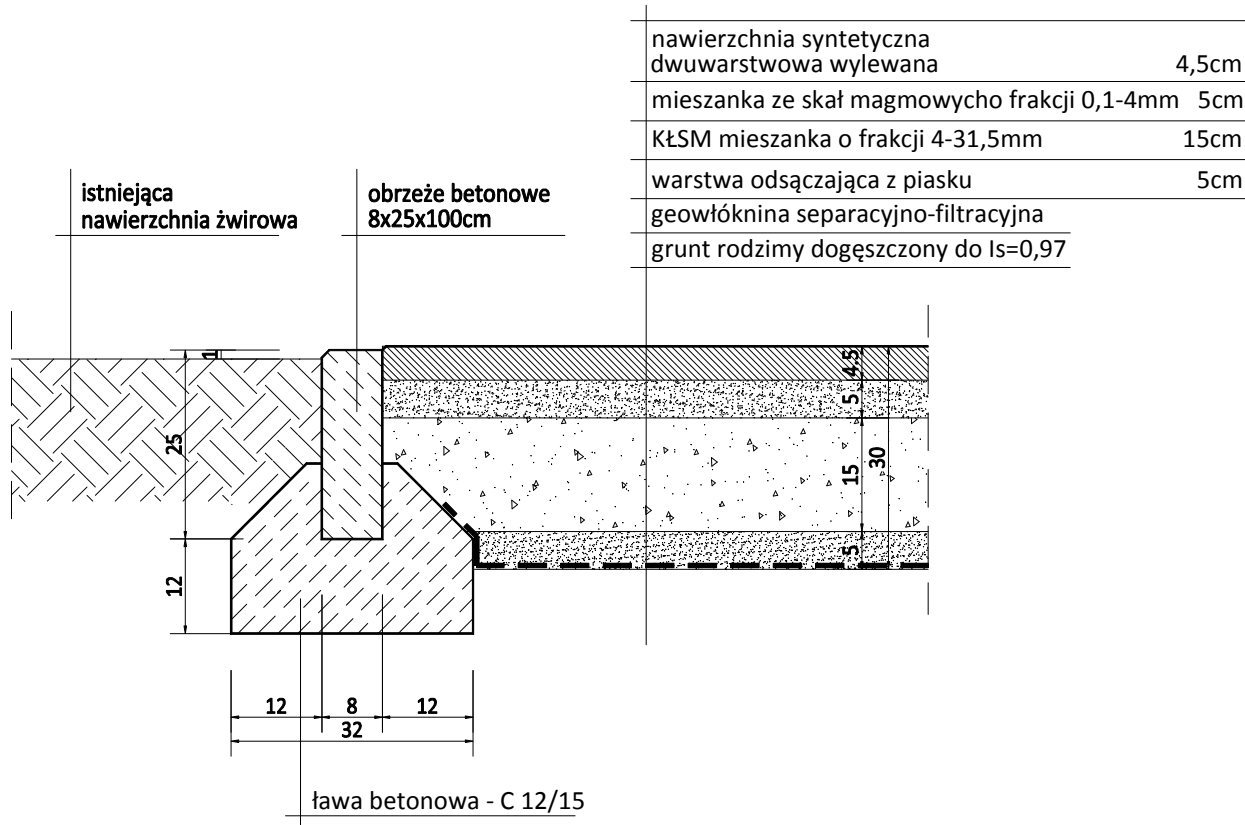 nawierzchnia syntetyczna
dwuwarstwowa wylewana 4,5cm
mieszanka ze skał magmowycho frakcji 0,1-4mm 5cm
KŁSM mieszanka o frakcji 4-31,5mm 15cm
warstwa odsączająca z piasku 5cm
geowłóknina separacyjno-filtracyjna
grunt rodzimy dogęszczony do Is=0,97
istniejąca
nawierzchnia żwirowa
obrzeże betonowe
8x25x100cm
1
25
12
4.5
5
15
5
30
12 8 12
32
ława betonowa - C 12/15